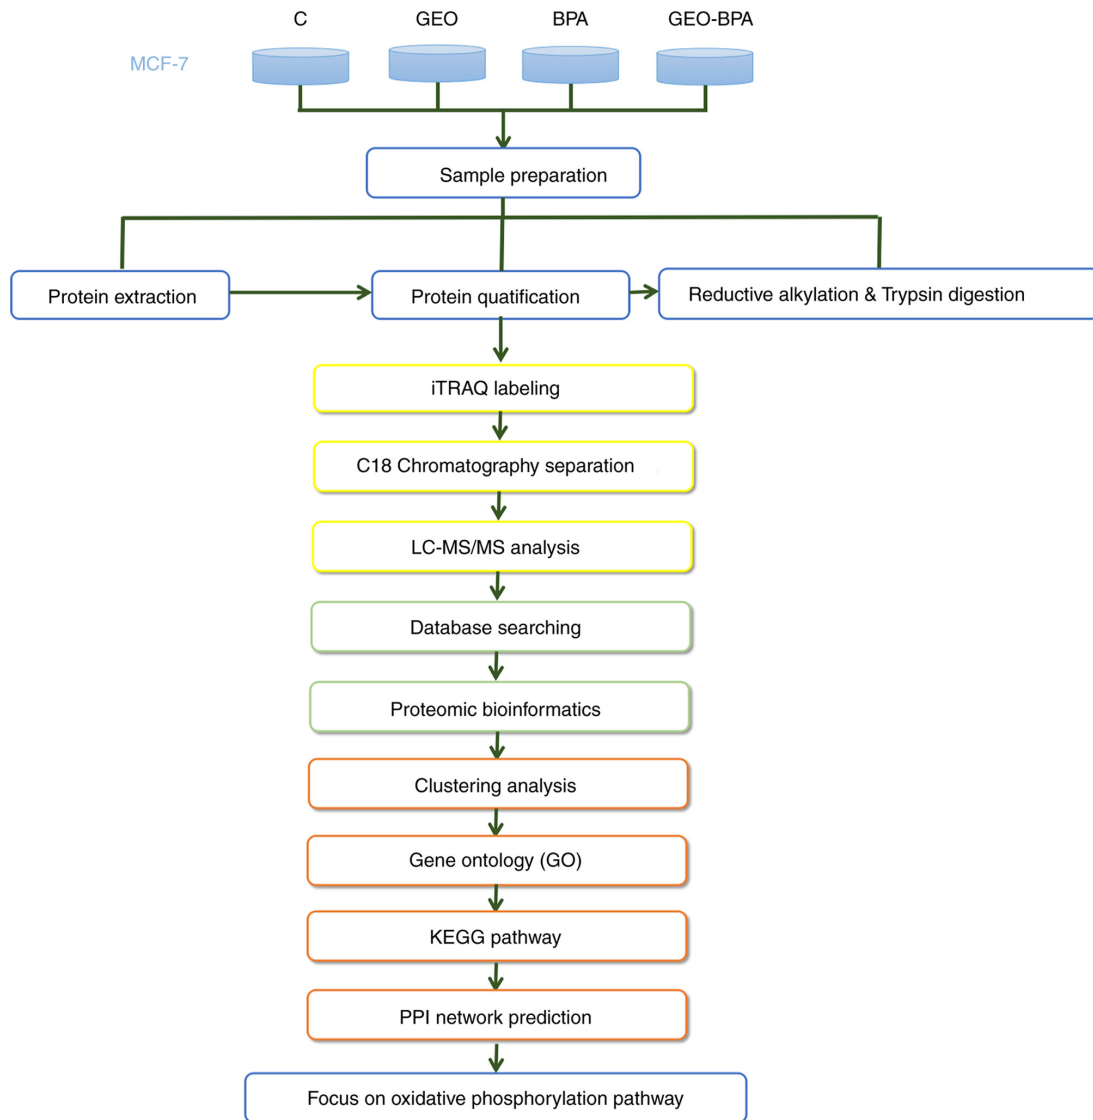 C GEO BPA GEO-BPA
MCF-7
Sample preparation
Protein extraction
Protein quatification
Reductive alkylation & Trypsin digestion
iTRAQ labeling
C18 Chromatography separation
LC-MS/MS analysis
Database searching
Proteomic bioinformatics
Clustering analysis
Gene ontology (GO)
KEGG pathway
PPI network prediction
Focus on oxidative phosphorylation pathway